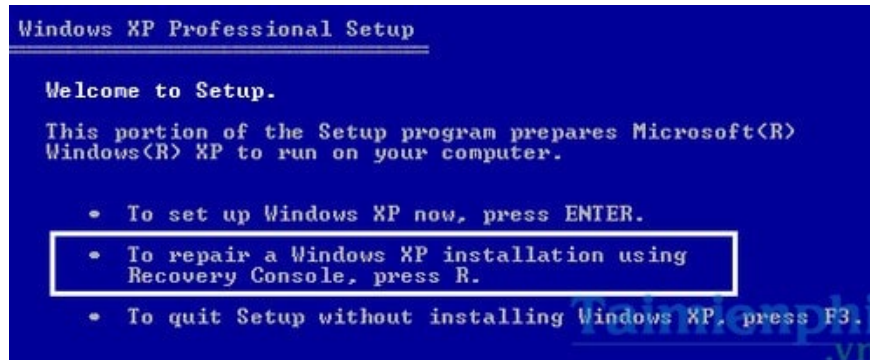 Windows XP Professional Setup
Welcome to Setup.
This portion of the Setup program prepares Microsoft(R)
Windows(R) XP to run on your computer.
• To set up Windows XP now, press ENTER.
• To repair a Windows XP installation using
Recovery Console, press R.
• To quit Setup without installing Windows XP, press F3.
Taimienphi
.vn